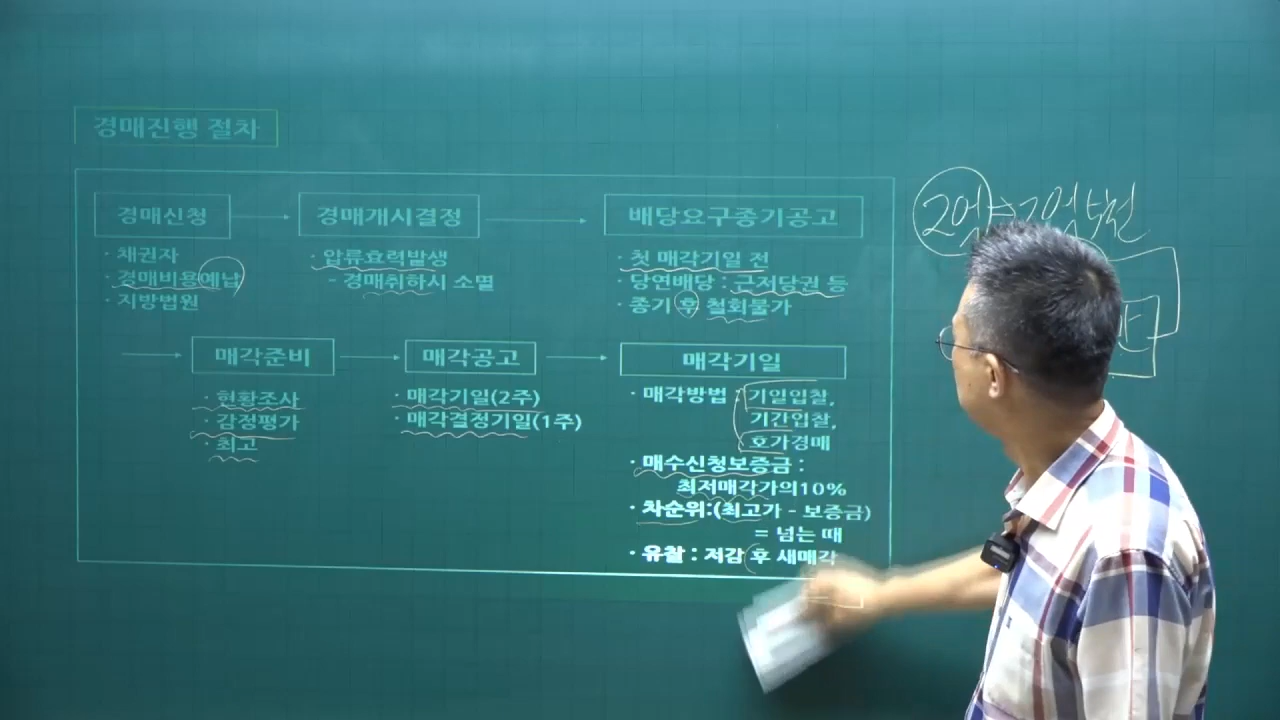 경매진행 절차
경매신청
· 채권자
· 경매비용예납
· 지방법원
경매개시결정
· 압류효력발생
- 경매취하시 소멸
배당요구종기공고
· 첫 매각기일 전
· 당연배당 : 근저당권 등
· 종기 후 철회불가
매각준비
· 현황조사
· 감정평가
· 최고
매각공고
· 매각기일(2주)
· 매각결정기일(1주)
매각기일
· 매각방법 : 기일입찰,
기간입찰,
호가경매
· 매수신청보증금 :
최저매각가의10%
· 차순위:(최고가 - 보증금)
= 넘는 때
· 유찰 : 저감 후 새매각
2억